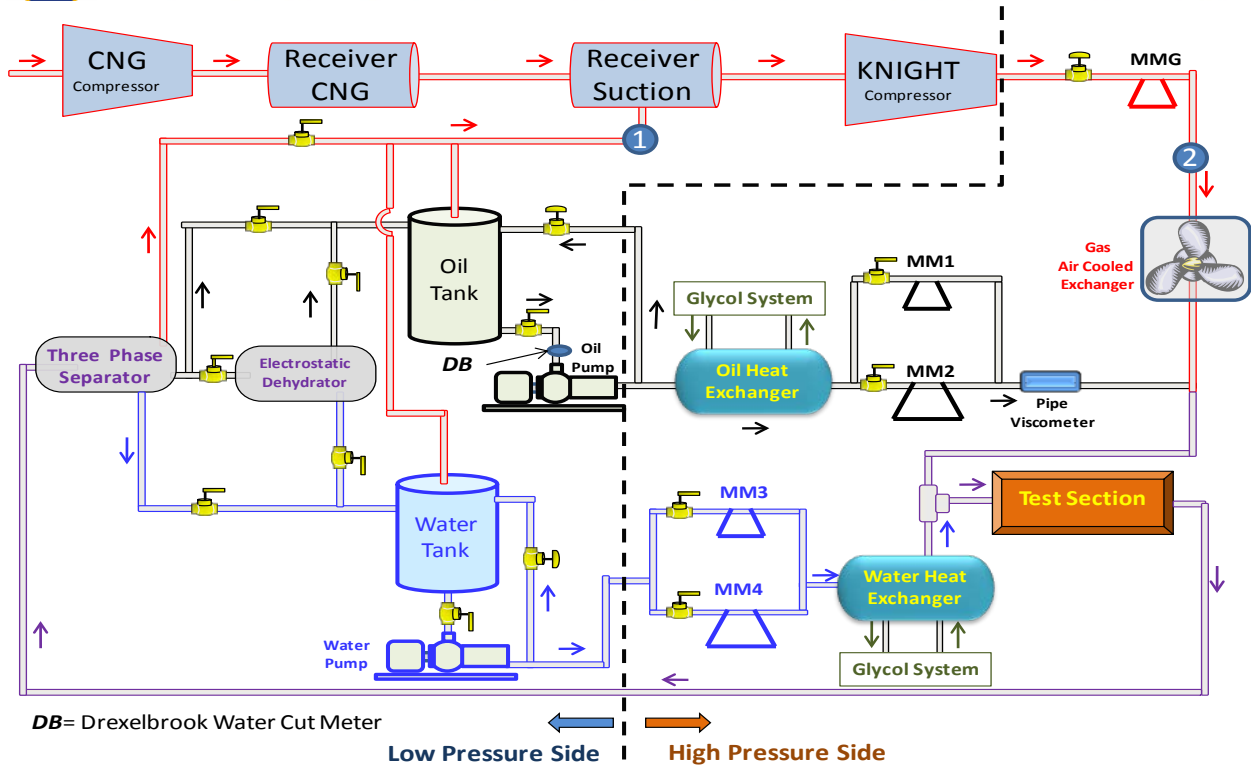 CNG
Compressor
Receiver
CNG
Receiver
Suction
KNIGHT
Compressor
MMG
1
2
Gas
Air Cooled
Exchanger
Oil
Tank
Glycol System
MM1
Three Phase
Separator
Electrostatic
Dehydrator
DB
Oil
Pump
Oil Heat
Exchanger
MM2
Pipe
Viscometer
Water
Tank
MM3
Test Section
MM4
Water Heat
Exchanger
Water
Pump
Glycol System
DB= Drexelbrook Water Cut Meter
Low Pressure Side
High Pressure Side